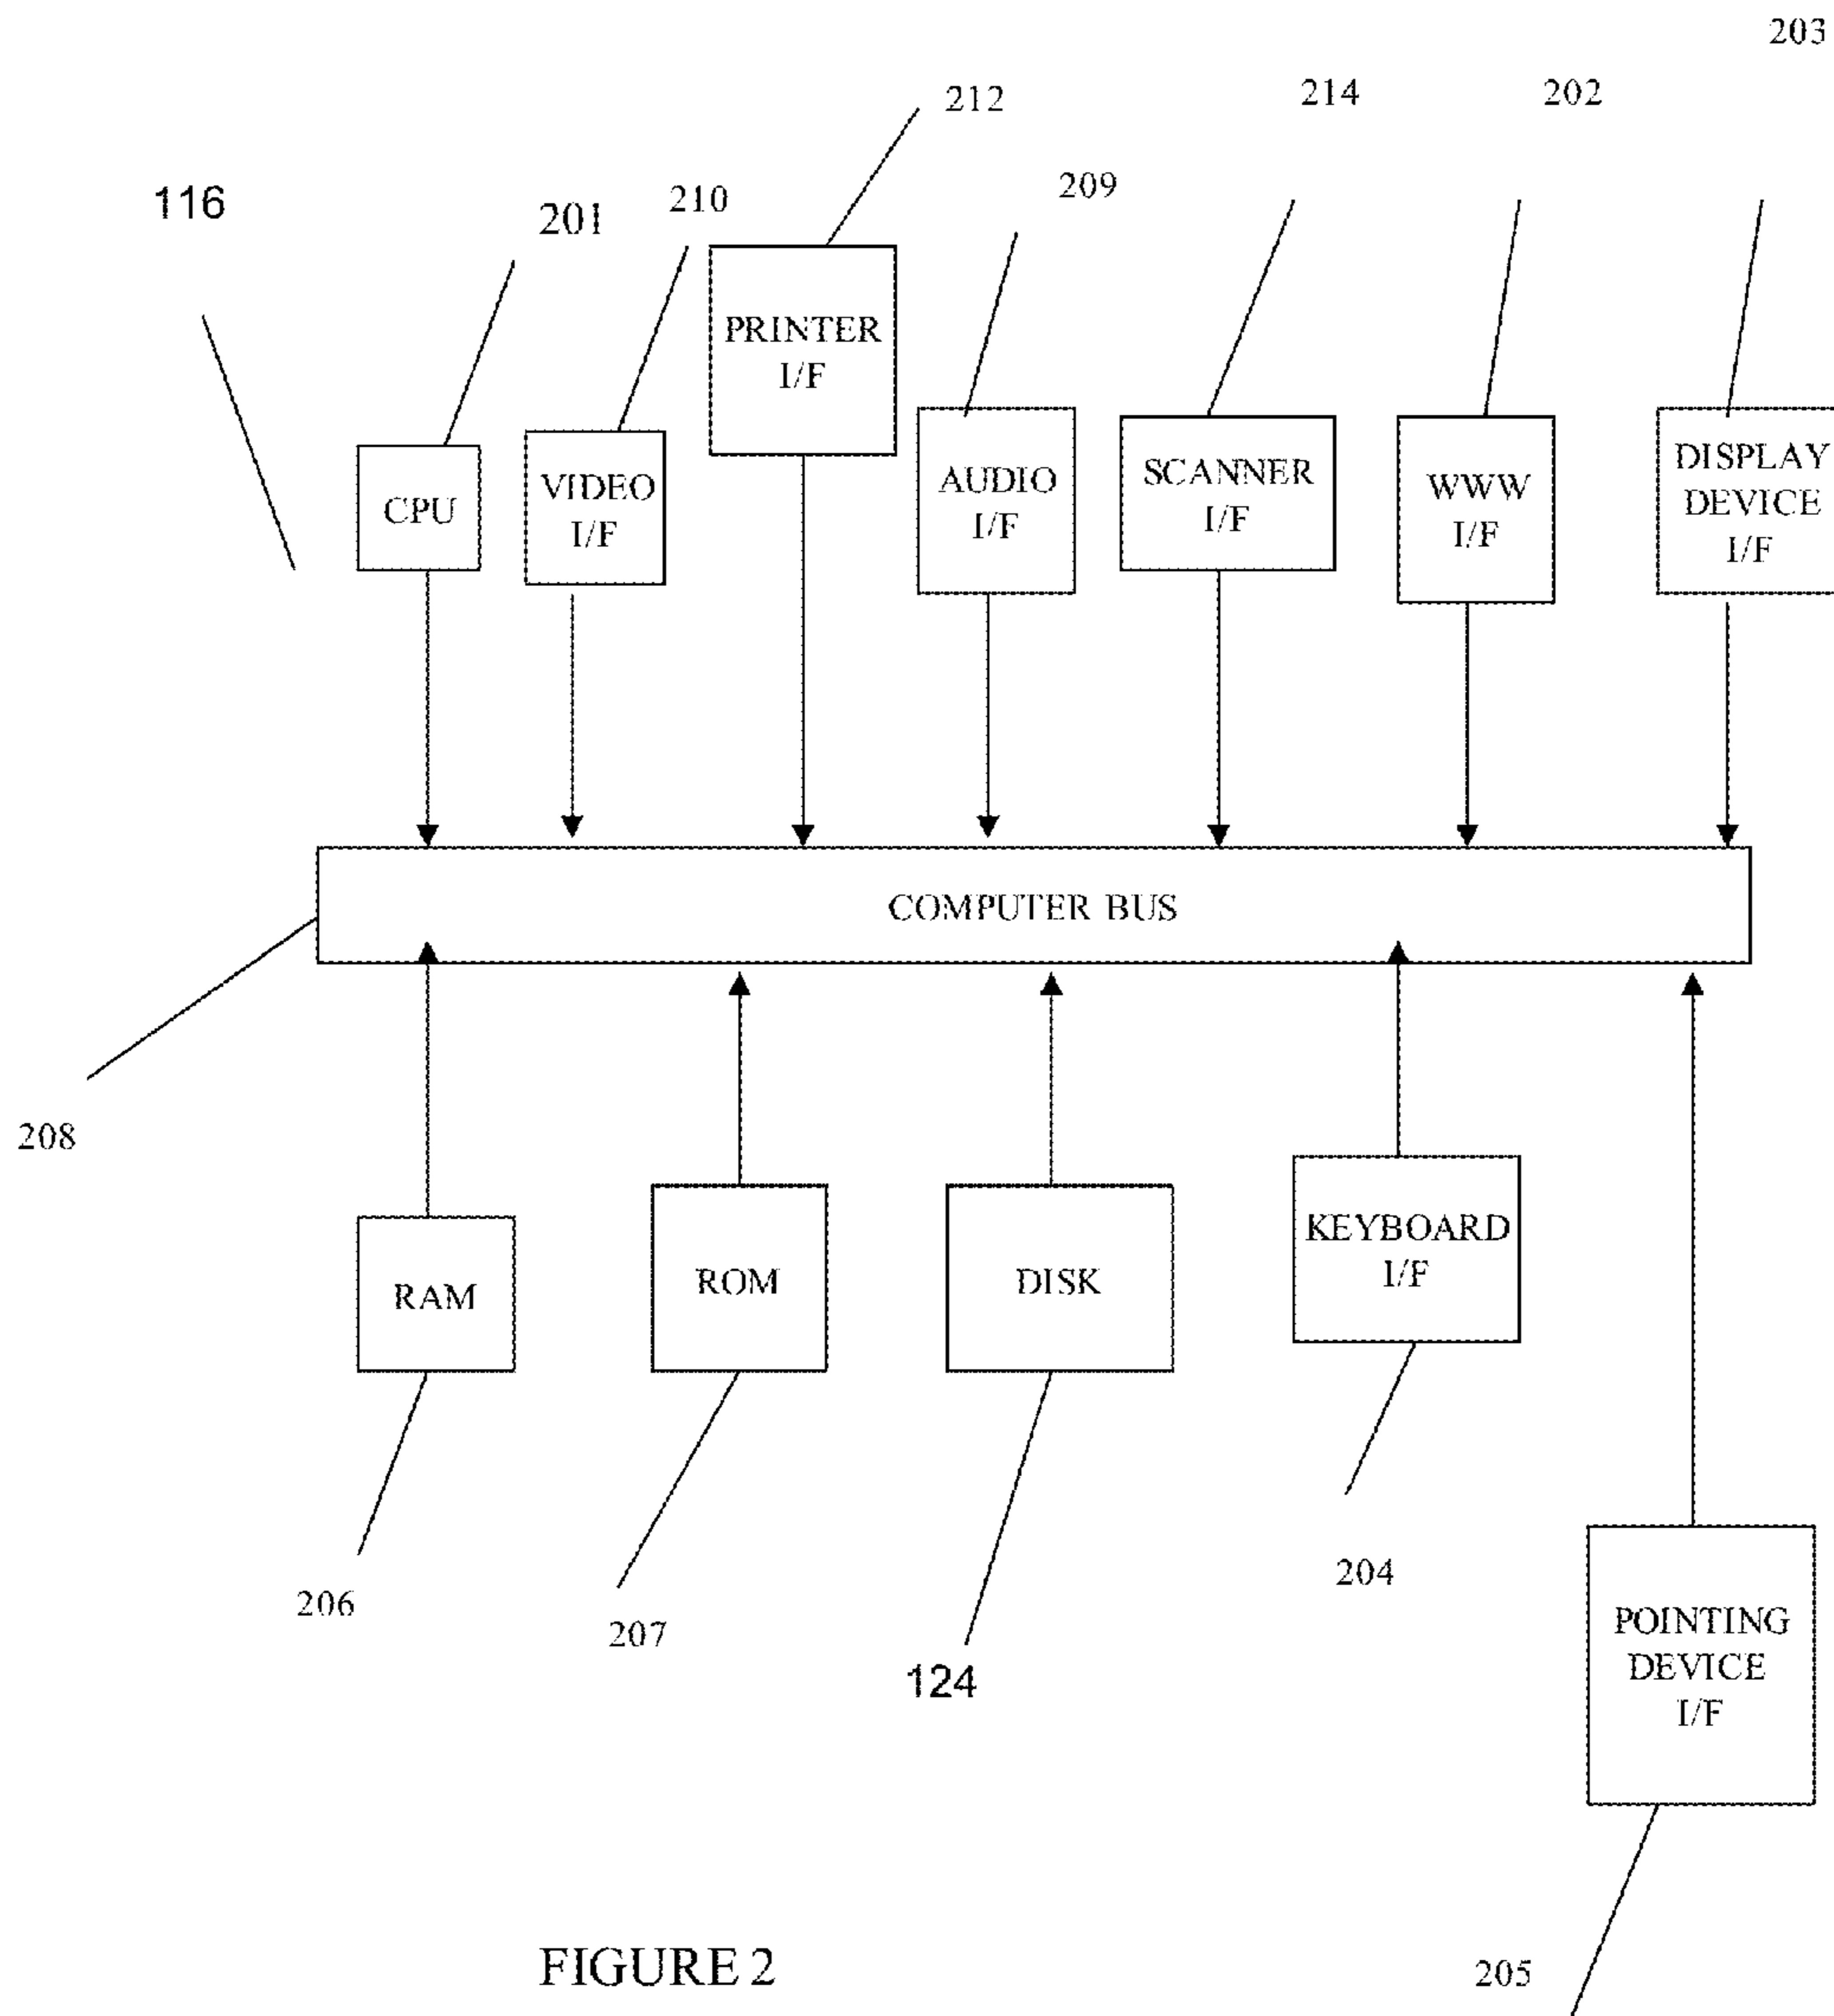 203
212
214
202
116
201
210
209
PRINTER
I/F
CPU
VIDEO
I/F
AUDIO
I/F
SCANNER
I/F
WWW
I/F
DISPLAY
DEVICE
I/F
COMPUTER BUS
208
RAM
ROM
DISK
KEYBOARD
I/F
206
207
124
204
POINTING
DEVICE
I/F
FIGURE 2
205